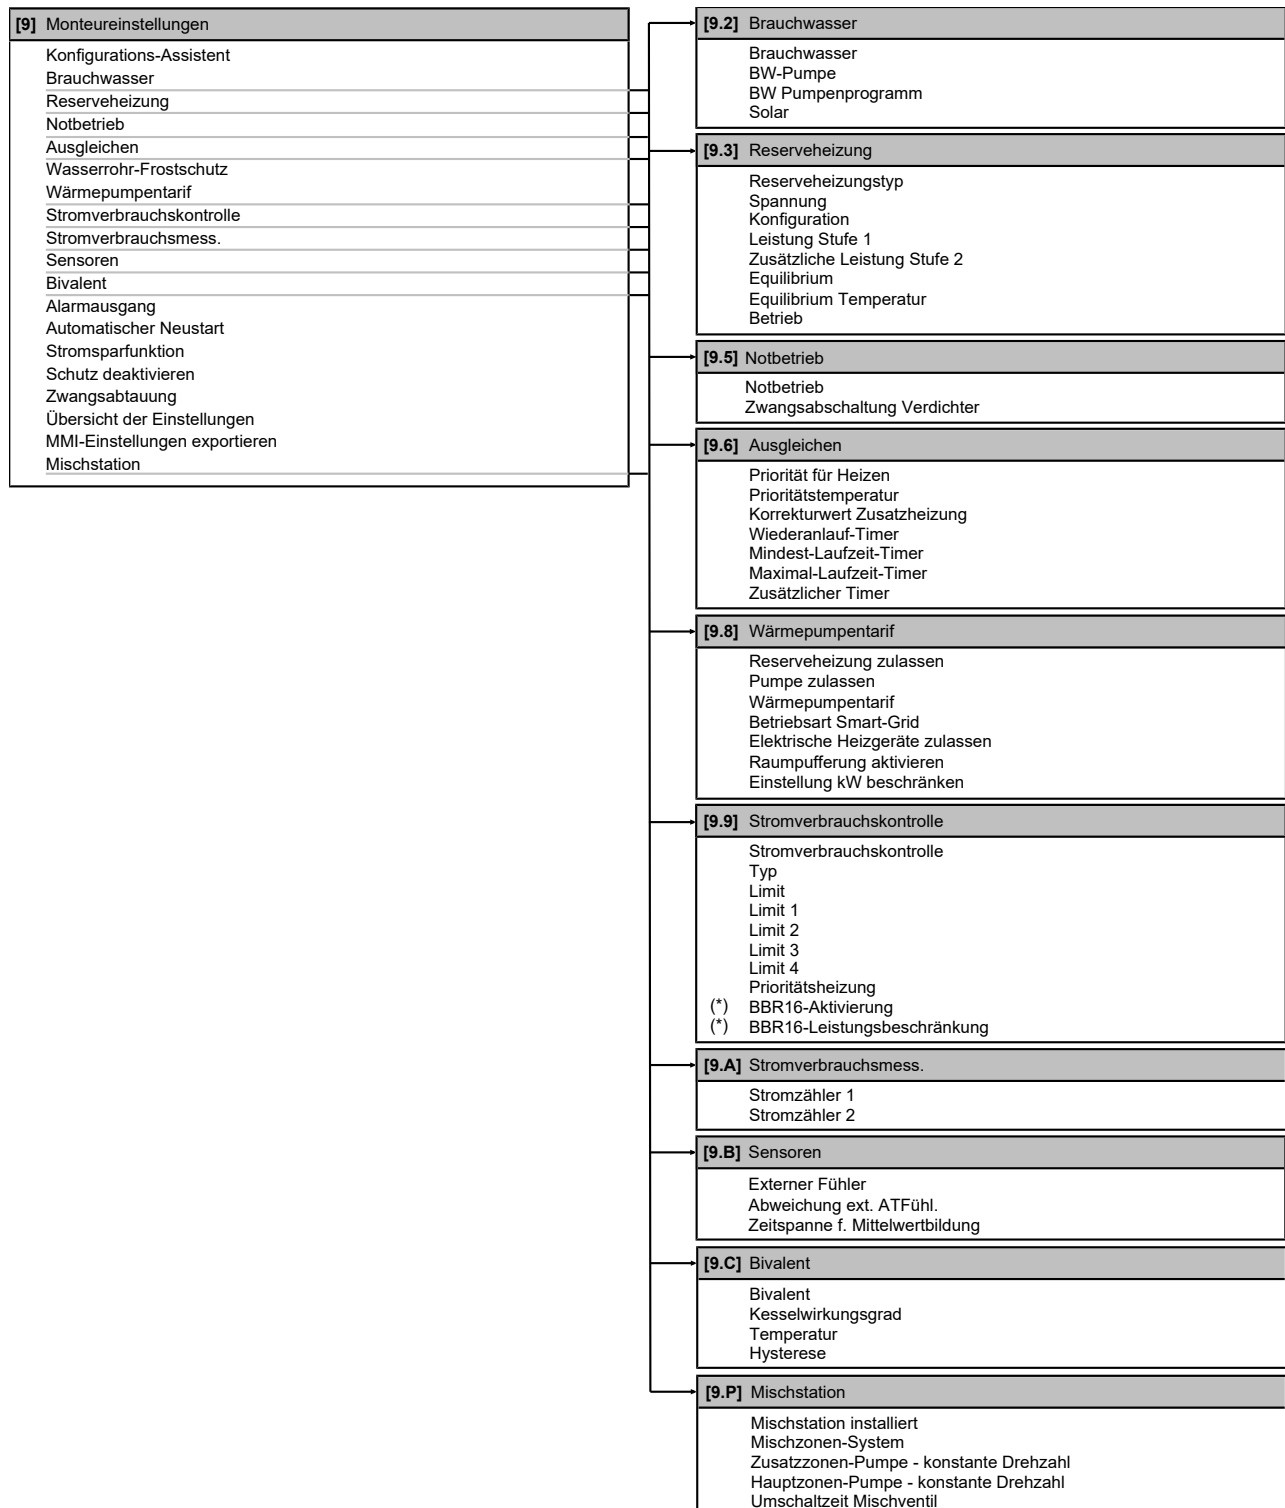 [9] Monteureinstellungen
Konfigurations-Assistent
Brauchwasser
Reserveheizung
Notbetrieb
Ausgleichen
Wasserrohr-Frostschutz
Wärmepumpentarif
Stromverbrauchskontrolle
Stromverbrauchsmess.
Sensoren
Bivalent
Alarmausgang
Automatischer Neustart
Stromsparfunktion
Schutz deaktivieren
Zwangsabtauung
Übersicht der Einstellungen
MMI-Einstellungen exportieren
Mischstation
[9.2] Brauchwasser
Brauchwasser
BW-Pumpe
BW Pumpenprogramm
Solar
[9.3] Reserveheizung
Reserveheizungstyp
Spannung
Konfiguration
Leistung Stufe 1
Zusätzliche Leistung Stufe 2
Equilibrium
Equilibrium Temperatur
Betrieb
[9.5] Notbetrieb
Notbetrieb
Zwangsabschaltung Verdichter
[9.6] Ausgleichen
Priorität für Heizen
Prioritätstemperatur
Korrekturwert Zusatzheizung
Wiederanlauf-Timer
Mindest-Laufzeit-Timer
Maximal-Laufzeit-Timer
Zusätzlicher Timer
[9.8] Wärmepumpentarif
Reserveheizung zulassen
Pumpe zulassen
Wärmepumpentarif
Betriebsart Smart-Grid
Elektrische Heizgeräte zulassen
Raumpufferung aktivieren
Einstellung kW beschränken
[9.9] Stromverbrauchskontrolle
Stromverbrauchskontrolle
Typ
Limit
Limit 1
Limit 2
Limit 3
Limit 4
Prioritätsheizung
(*) BBR16-Aktivierung
(*) BBR16-Leistungsbeschränkung
[9.A] Stromverbrauchsmess.
Stromzähler 1
Stromzähler 2
[9.B] Sensoren
Externer Fühler
Abweichung ext. ATFühl.
Zeitspanne f. Mittelwertbildung
[9.C] Bivalent
Bivalent
Kesselwirkungsgrad
Temperatur
Hysterese
[9.P] Mischstation
Mischstation installiert
Mischzonen-System
Zusatzzonen-Pumpe - konstante Drehzahl
Hauptzonen-Pumpe - konstante Drehzahl
Umschaltzeit Mischventil